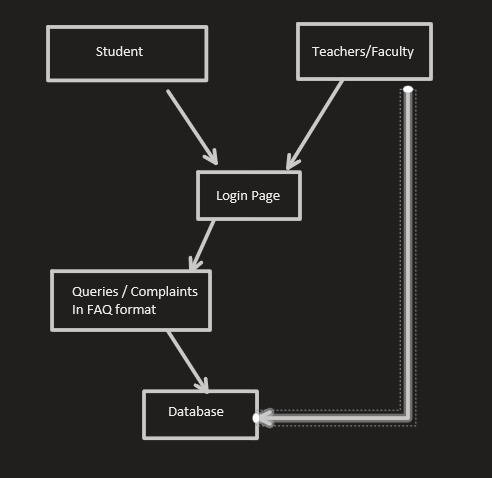 Student
Teachers/Faculty
Login Page
Queries / Complaints
In FAQ format
Database